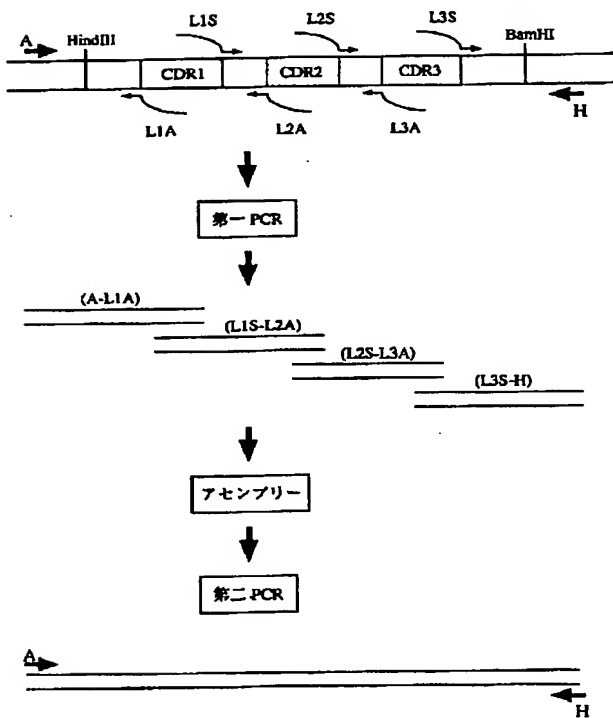 L1S L2S L3S
A HindIII BamHI
CDR1 CDR2 CDR3
L1A L2A L3A H
第一 PCR
(A-L1A)
(L1S-L2A)
(L2S-L3A)
(L3S-H)
アセンブリー
第二 PCR
A
H